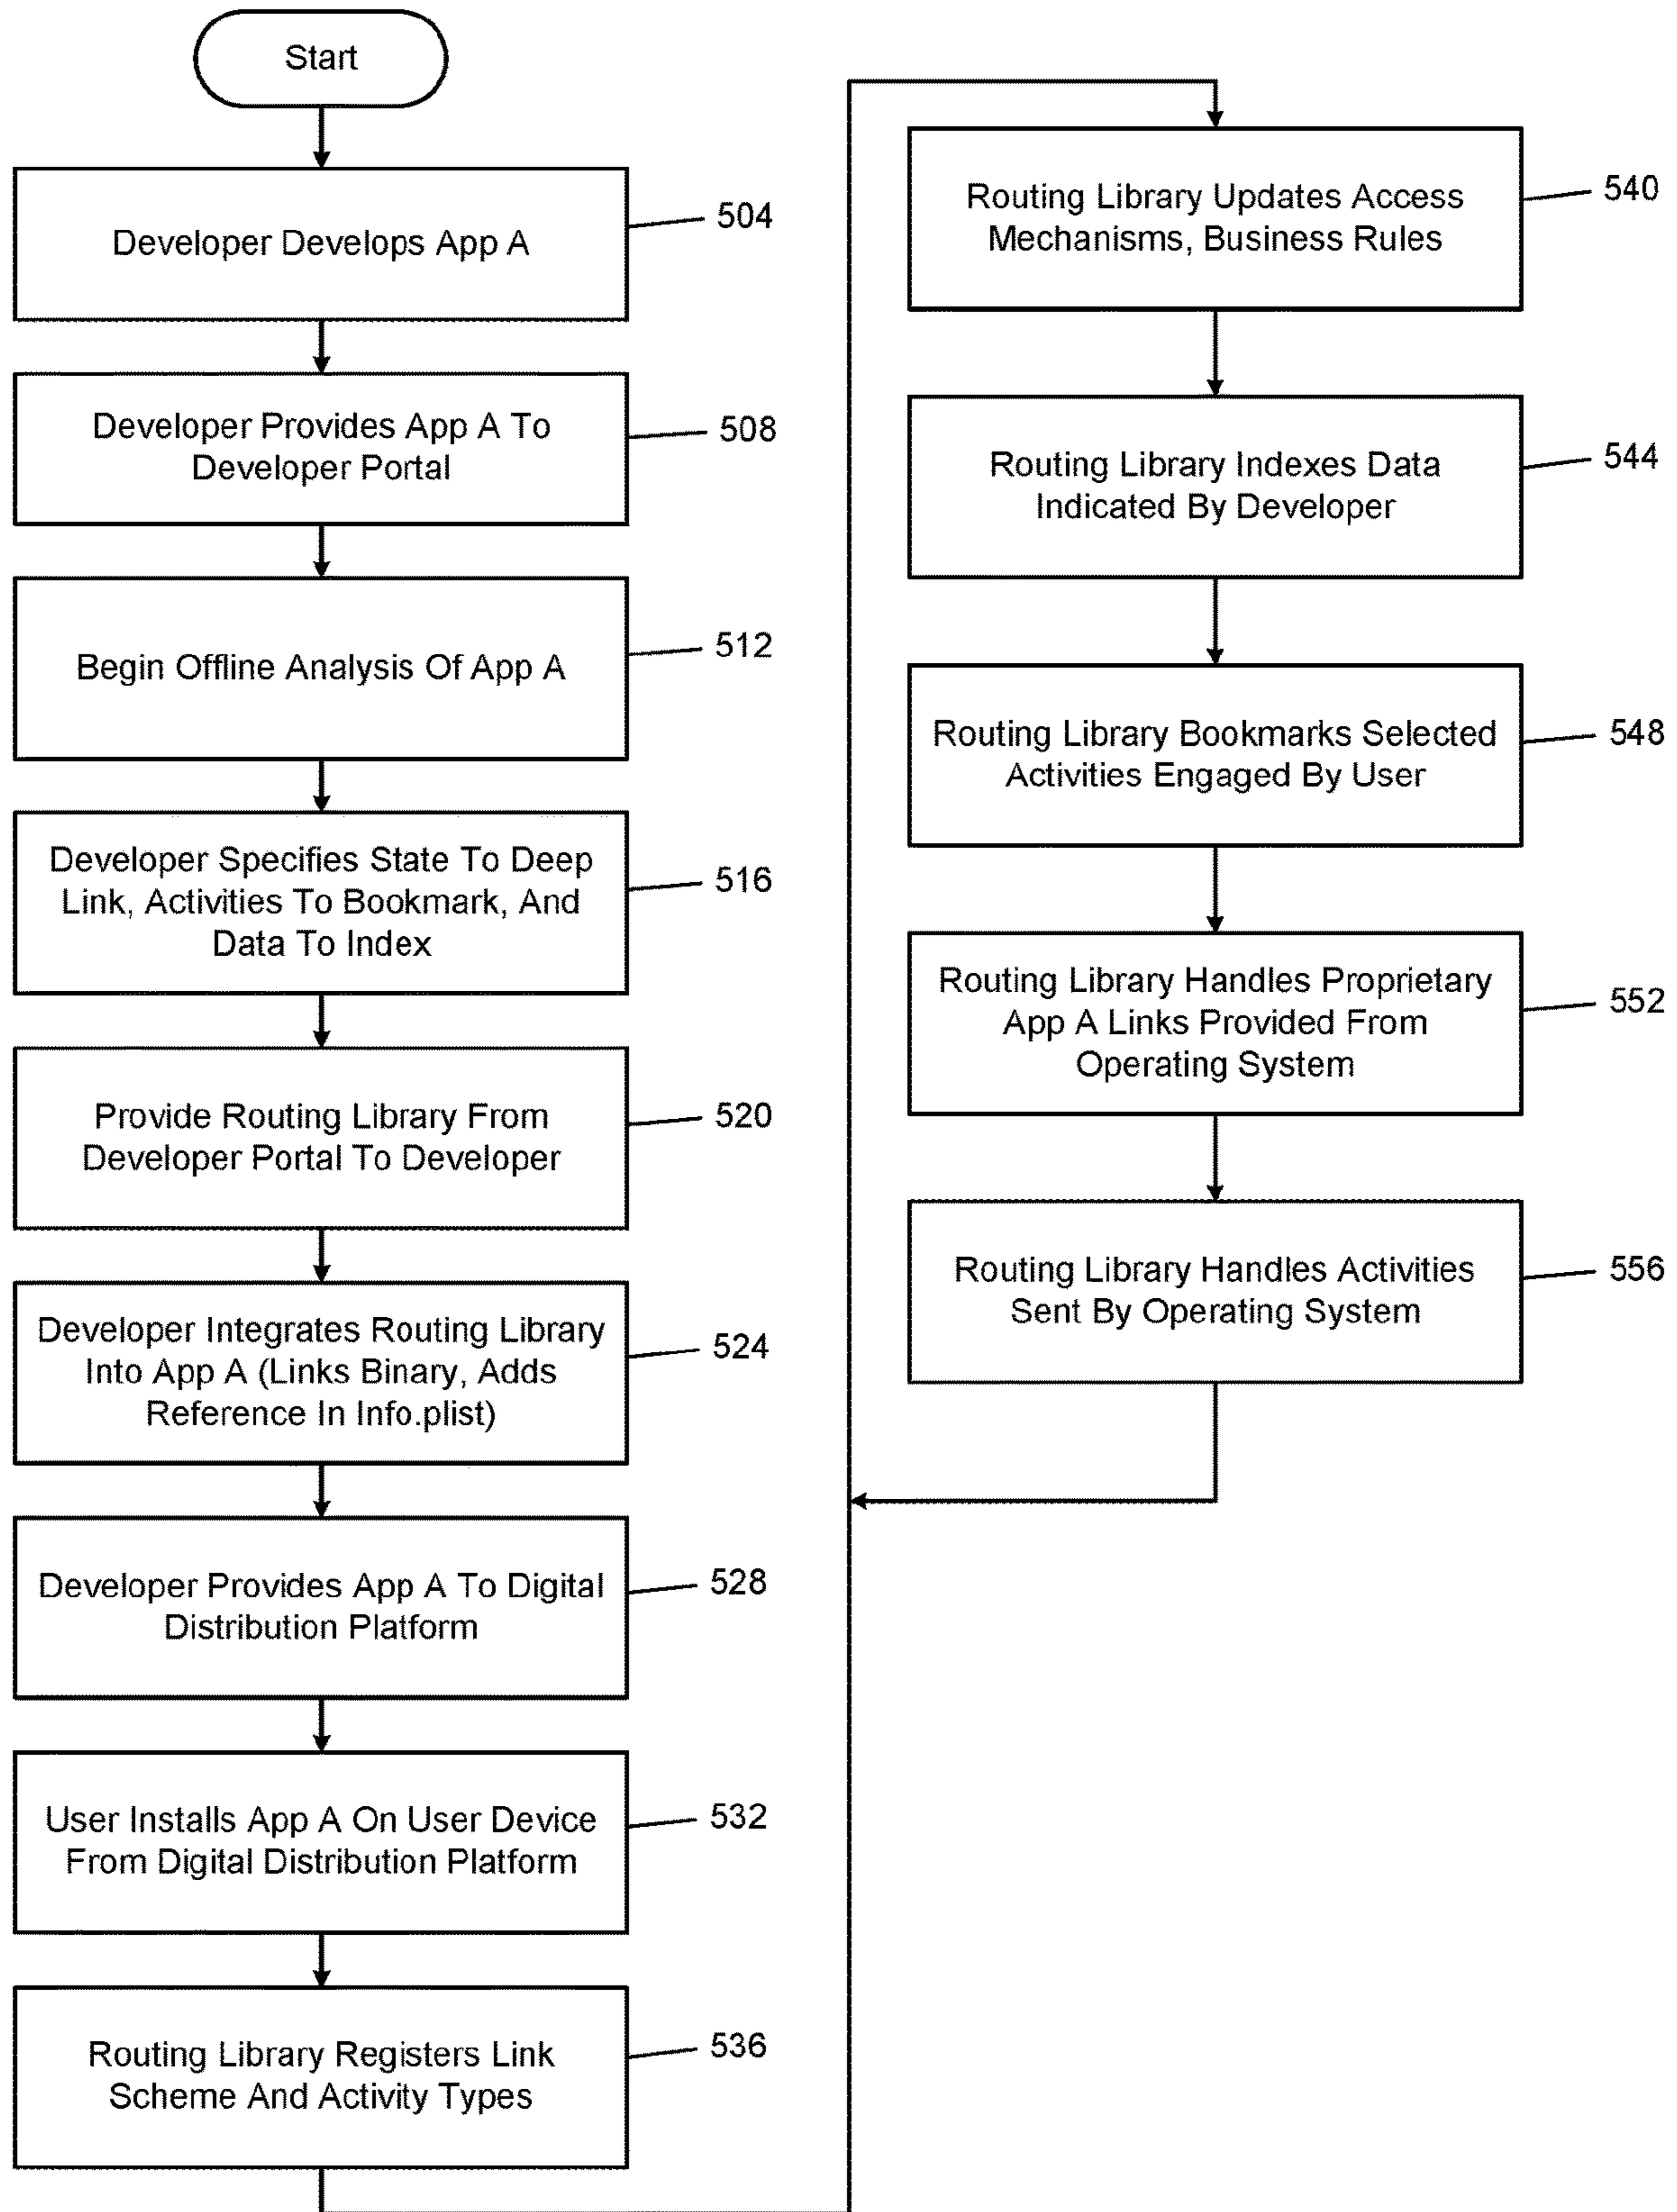 Start
Developer Develops App A
504
Developer Provides App A To
Developer Portal
508
Begin Offline Analysis Of App A
512
Developer Specifies State To Deep
Link, Activities To Bookmark, And
Data To Index
516
Provide Routing Library From
Developer Portal To Developer
520
Developer Integrates Routing Library
Into App A (Links Binary, Adds
Reference In Info.plist)
524
Developer Provides App A To Digital
Distribution Platform
528
User Installs App A On User Device
From Digital Distribution Platform
532
Routing Library Registers Link
Scheme And Activity Types
536
Routing Library Updates Access
Mechanisms, Business Rules
540
Routing Library Indexes Data
Indicated By Developer
544
Routing Library Bookmarks Selected
Activities Engaged By User
548
Routing Library Handles Proprietary
App A Links Provided From
Operating System
552
Routing Library Handles Activities
Sent By Operating System
556